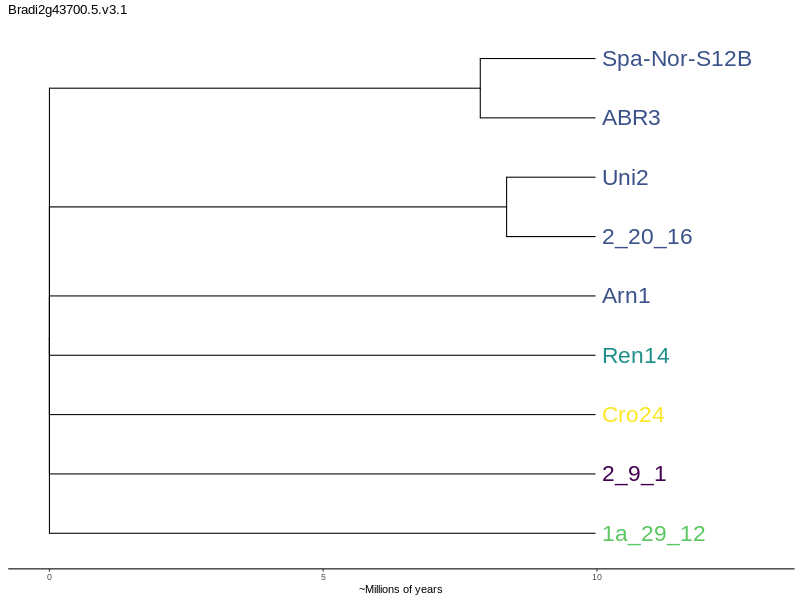 Bradi2g43700.5.v3.1
Spa-Nor-S12B
ABR3
Uni2
2_20_16
Arn1
Ren14
Cro24
2_9_1
1a_29_12
0 5 10
~Millions of years